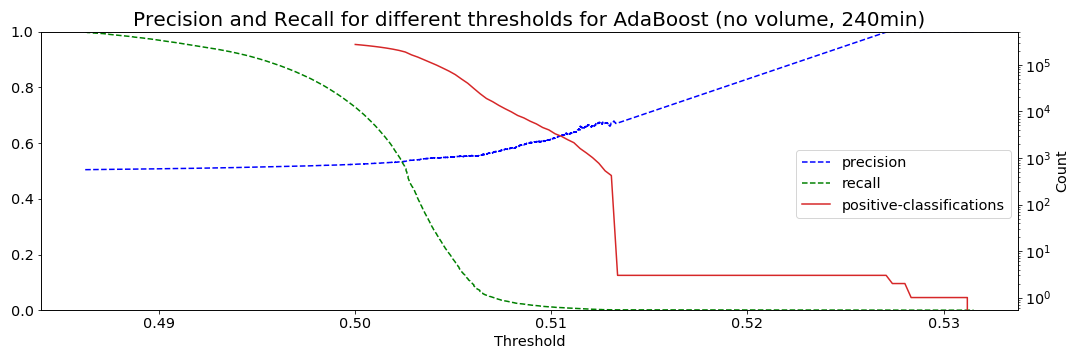 Precision and Recall for different thresholds for AdaBoost (no volume, 240min)
1.0
0.8
0.6
0.4
0.2
0.0
10^5
10^4
10^3
10^2
10^1
10^0
Count
precision
recall
positive-classifications
0.49 0.50 0.51 0.52 0.53
Threshold